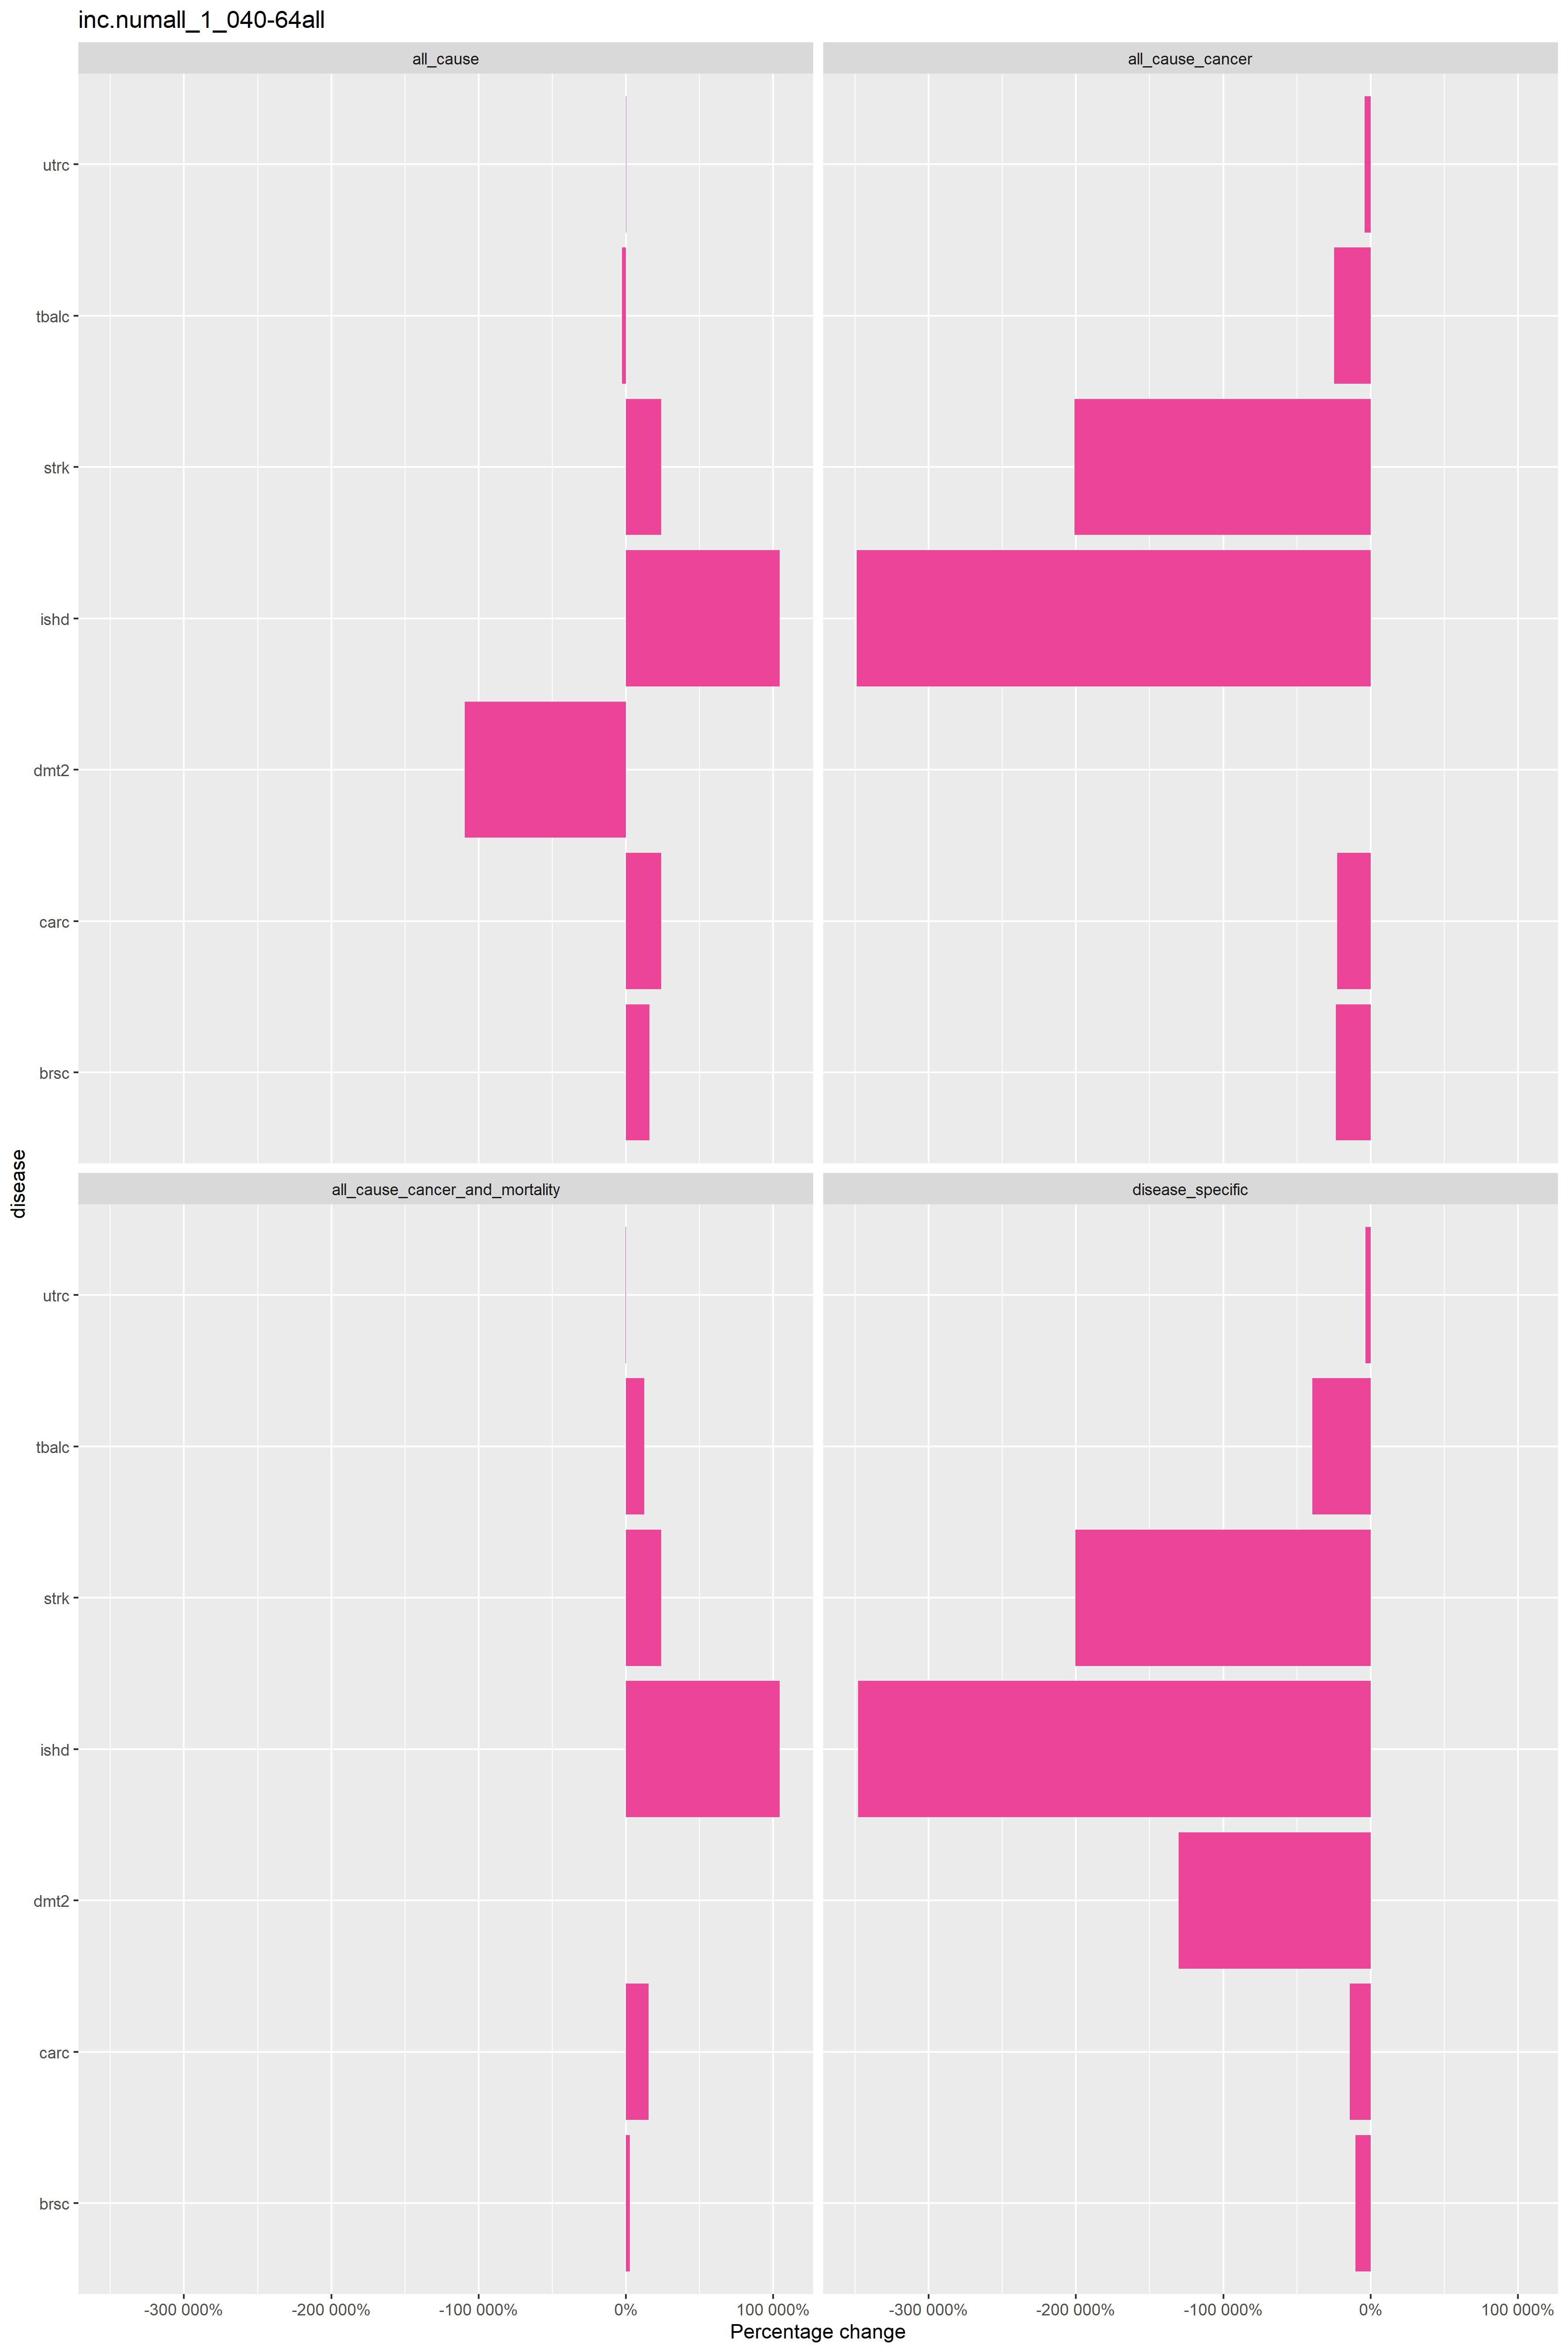 inc.numall_1_040-64all
all_cause
all_cause_cancer
utrc
tbalc
strk
ishd
dmt2
carc
brsc
disease
all_cause_cancer_and_mortality
disease_specific
utrc
tbalc
strk
ishd
dmt2
carc
brsc
-300 000% -200 000% -100 000% 0% 100 000%
-300 000% -200 000% -100 000% 0% 100 000%
Percentage change